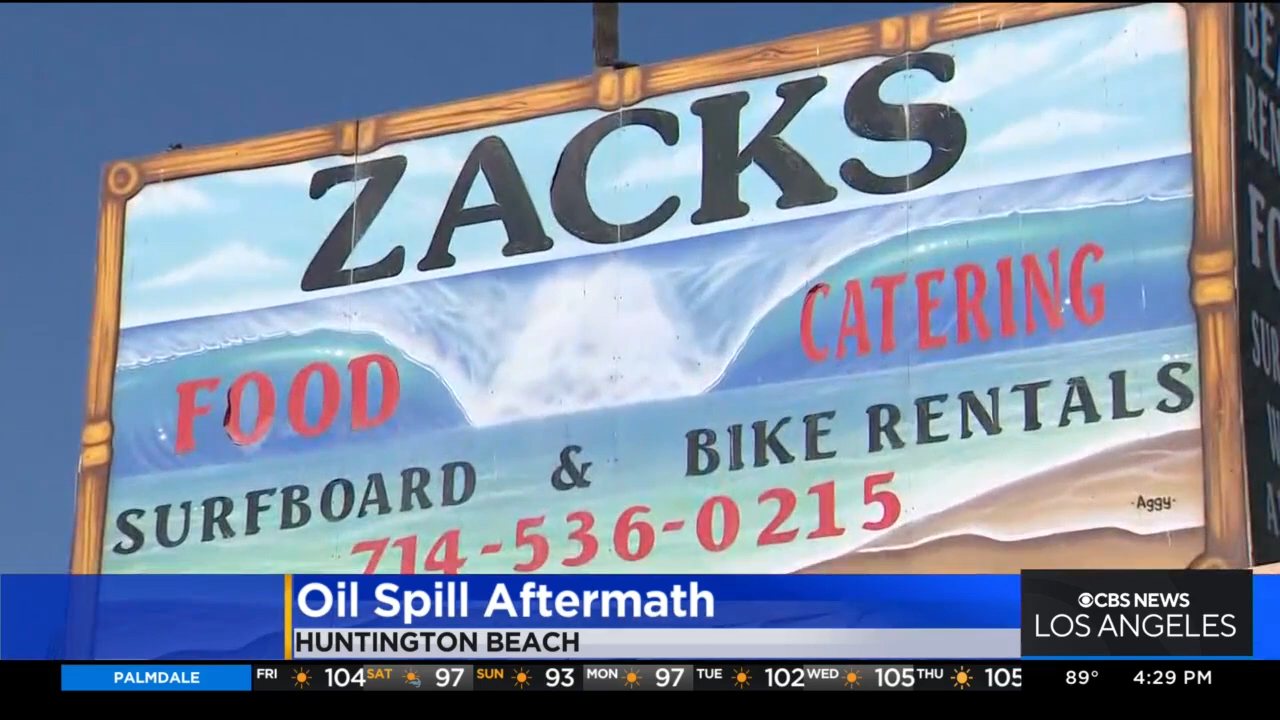 ZACKS
FOOD
CATERING
SURFBOARD & BIKE RENTALS
714-536-0215
-Aggy-
Oil Spill Aftermath
HUNTINGTON BEACH
CBS NEWS
LOS ANGELES
PALMDALE FRI 104 SAT 97 SUN 93 MON 97 TUE 102 WED 105 THU 105 89° 4:29 PM